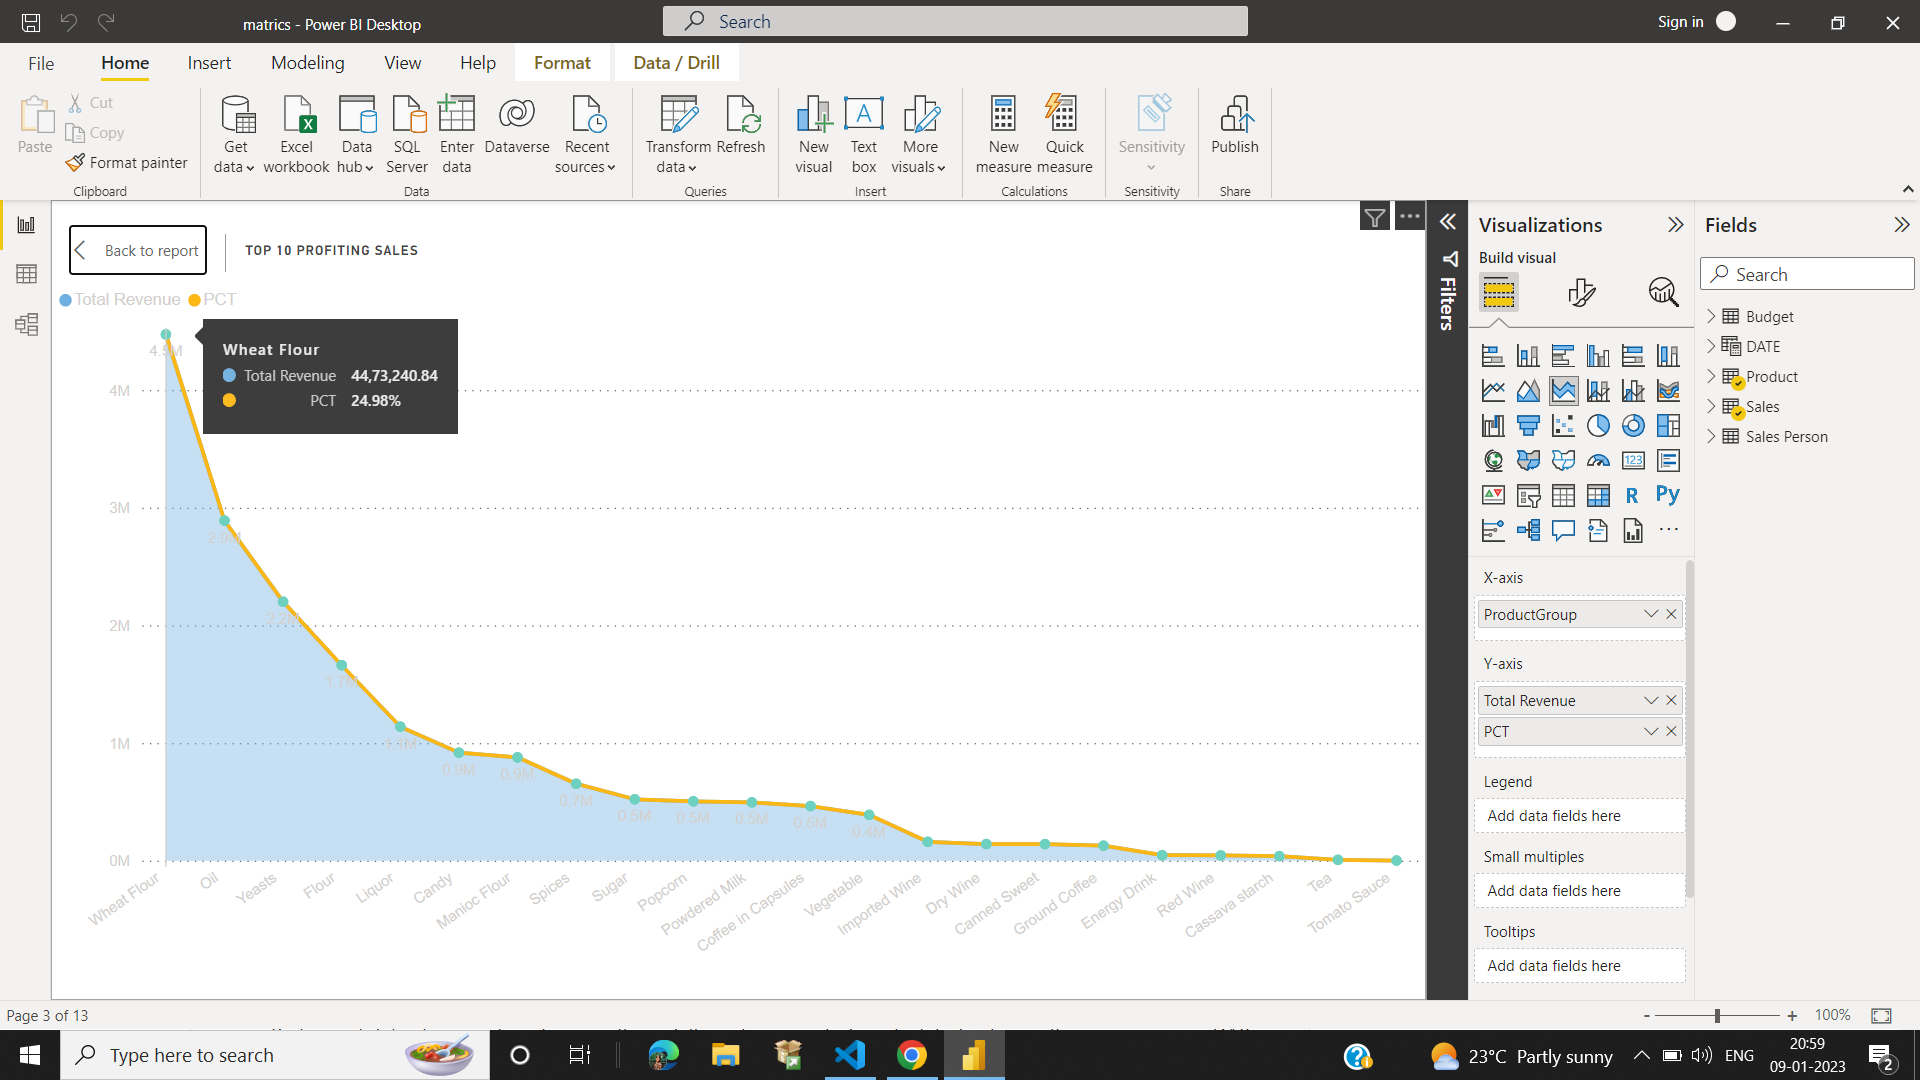 matrics - Power BI Desktop
Search
Sign in
File
Home
Insert
Modeling
View
Help
Format
Data / Drill
Paste
Cut
Copy
Format painter
Clipboard
Get data
Excel workbook
Data hub
SQL Server
Enter data
Dataverse
Recent sources
Data
Transform data
Refresh
Queries
New visual
Text box
More visuals
Insert
New measure
Quick measure
Calculations
Sensitivity
Sensitivity
Publish
Share
Back to report
TOP 10 PROFITING SALES
Total Revenue
PCT
Wheat Flour
Total Revenue 44,73,240.84
PCT 24.98%
4M
3M
2M
1M
0M
4.5M
2.9M
2.2M
1.7M
1.1M
0.9M
0.9M
0.7M
0.5M
0.5M
0.5M
0.5M
0.4M
Wheat Flour
Oil
Yeasts
Flour
Liquor
Candy
Manioc Flour
Spices
Sugar
Popcorn
Powdered Milk
Coffee in Capsules
Vegetable
Imported Wine
Dry Wine
Canned Sweet
Ground Coffee
Energy Drink
Red Wine
Cassava starch
Tea
Tomato Sauce
Filters
Visualizations
Build visual
123
R
Py
X-axis
ProductGroup
Y-axis
Total Revenue
PCT
Legend
Add data fields here
Small multiples
Add data fields here
Tooltips
Add data fields here
Fields
Search
Budget
DATE
Product
Sales
Sales Person
Page 3 of 13
- + 100%
Type here to search
23°C Partly sunny
ENG
20:59
09-01-2023
2